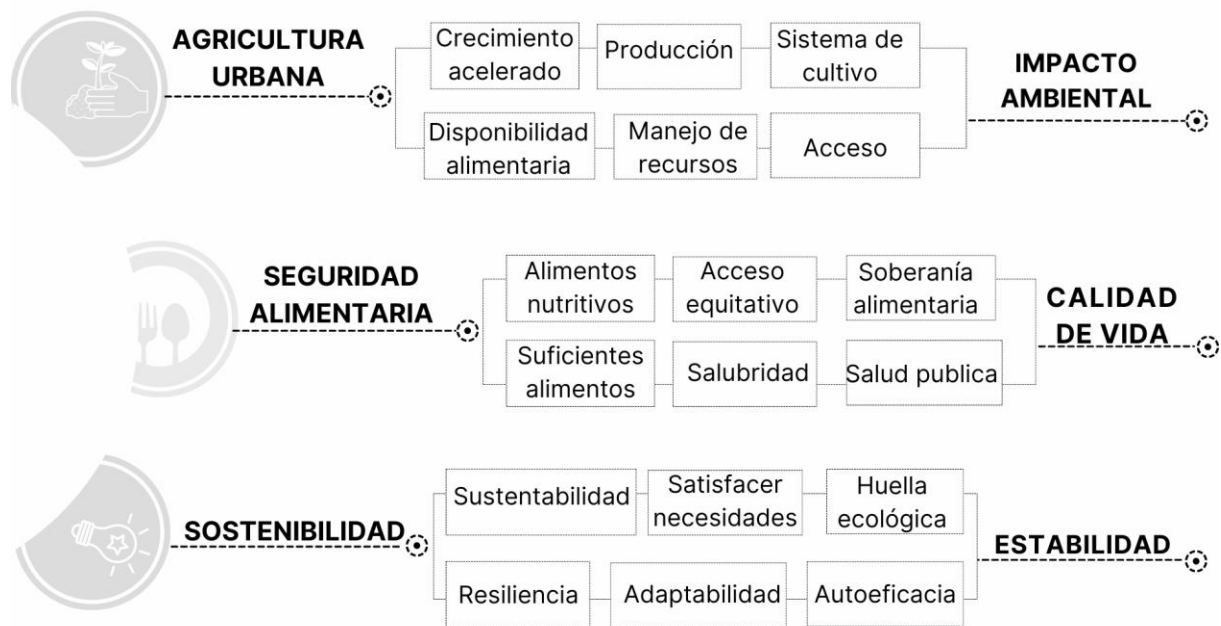 AGRICULTURA
URBANA
Crecimiento
acelerado
Producción
Sistema de
cultivo
Disponibilidad
alimentaria
Manejo de
recursos
Acceso
IMPACTO
AMBIENTAL
SEGURIDAD
ALIMENTARIA
Alimentos
nutritivos
Acceso
equitativo
Soberanía
alimentaria
Suficientes
alimentos
Salubridad
Salud publica
CALIDAD
DE VIDA
SOSTENIBILIDAD
Sustentabilidad
Satisfacer
necesidades
Huella
ecológica
Resiliencia
Adaptabilidad
Autoeficacia
ESTABILIDAD